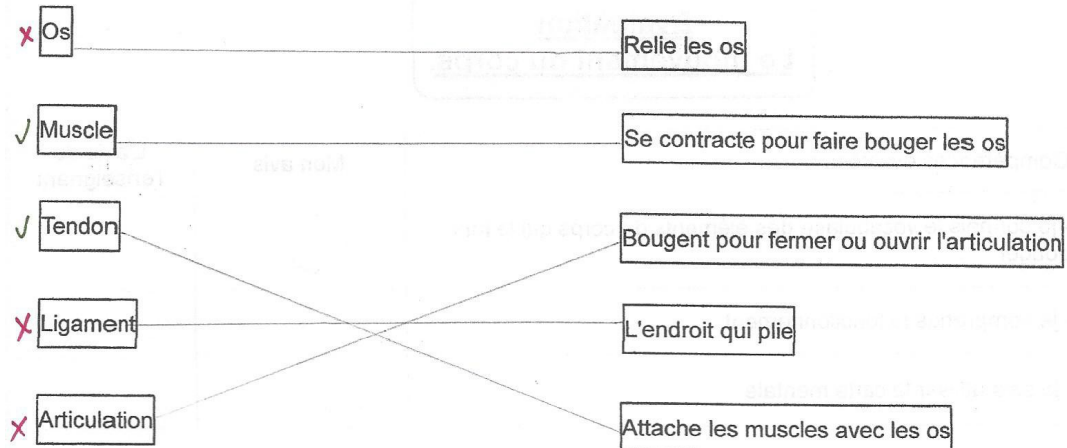 Os
Relie les os
Muscle
Se contracte pour faire bouger les os
Tendon
Bougent pour fermer ou ouvrir l'articulation
Ligament
L'endroit qui plie
Articulation
Attache les muscles avec les os